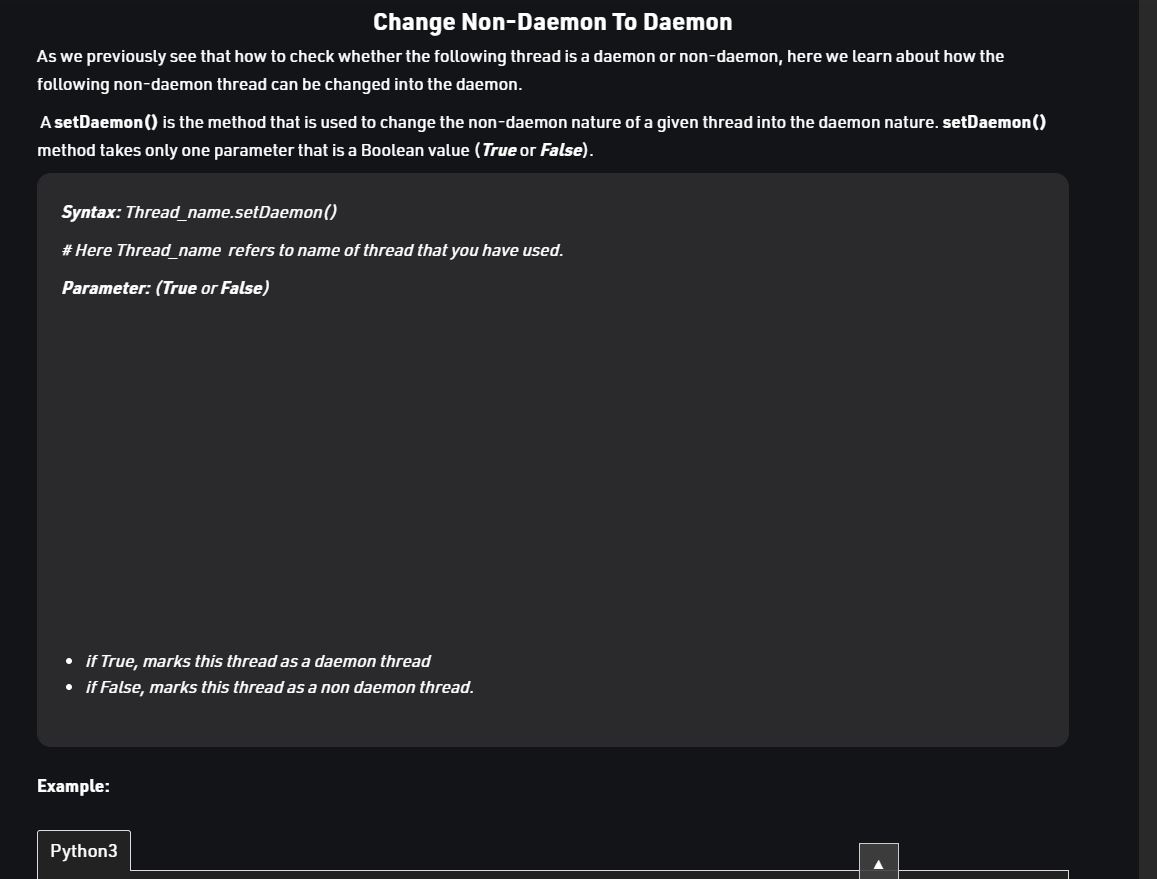 Change Non-Daemon To Daemon
As we previously see that how to check whether the following thread is a daemon or non-daemon, here we learn about how the
following non-daemon thread can be changed into the daemon.
A setDaemon() is the method that is used to change the non-daemon nature of a given thread into the daemon nature. setDaemon()
method takes only one parameter that is a Boolean value (True or False).
Syntax: Thread_name.setDaemon()
# Here Thread_name refers to name of thread that you have used.
Parameter: (True or False)
• if True, marks this thread as a daemon thread
• if False, marks this thread as a non daemon thread.
Example:
Python3
▲